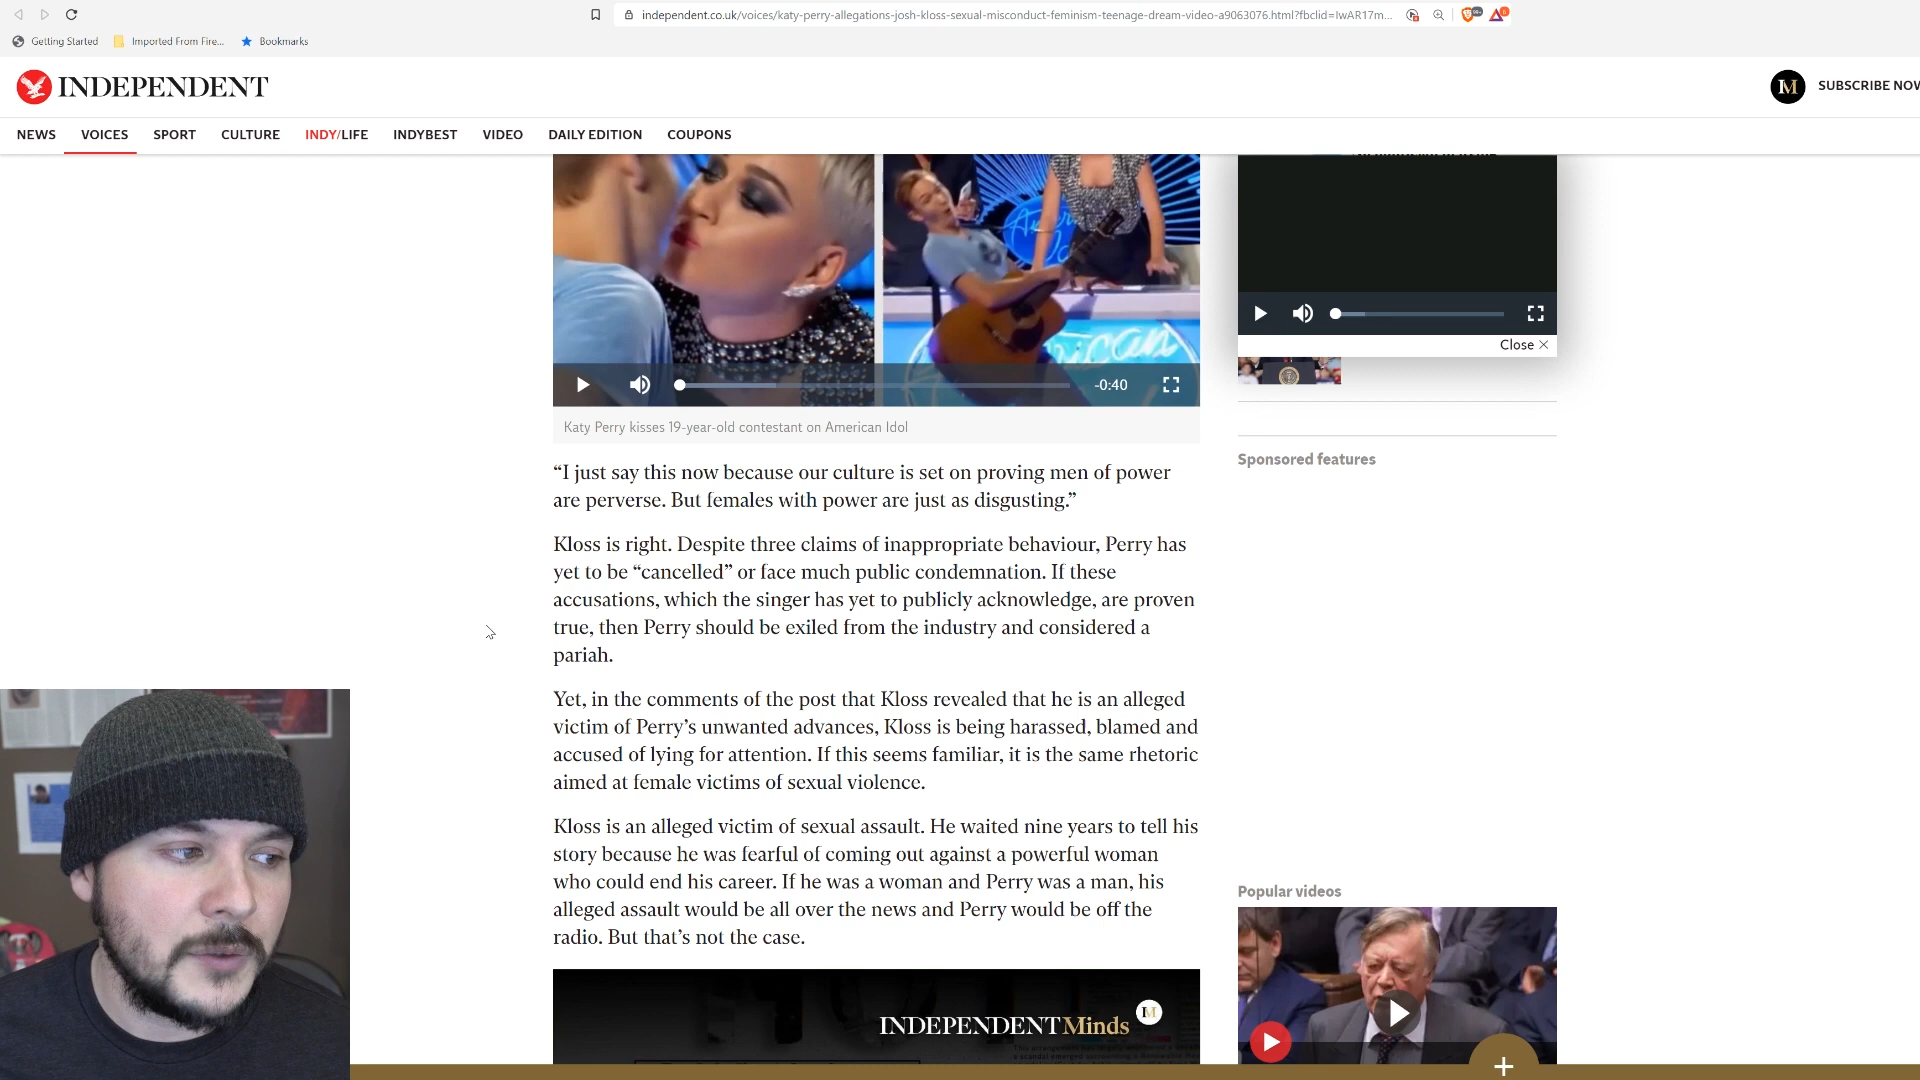 independent.co.uk/voices/katy-perry-allegations-josh-kloss-sexual-misconduct-feminism-teenage-dream-video-a9063076.html?fbclid=IwAR17m...
Getting Started
Imported From Fire...
Bookmarks
INDEPENDENT
SUBSCRIBE NOW
NEWS VOICES SPORT CULTURE INDY/LIFE INDYBEST VIDEO DAILY EDITION COUPONS
-0:40
Katy Perry kisses 19-year-old contestant on American Idol
Close
“I just say this now because our culture is set on proving men of power
are perverse. But females with power are just as disgusting.”
Kloss is right. Despite three claims of inappropriate behaviour, Perry has
yet to be “cancelled” or face much public condemnation. If these
accusations, which the singer has yet to publicly acknowledge, are proven
true, then Perry should be exiled from the industry and considered a
pariah.
Yet, in the comments of the post that Kloss revealed that he is an alleged
victim of Perry’s unwanted advances, Kloss is being harassed, blamed and
accused of lying for attention. If this seems familiar, it is the same rhetoric
aimed at female victims of sexual violence.
Kloss is an alleged victim of sexual assault. He waited nine years to tell his
story because he was fearful of coming out against a powerful woman
who could end his career. If he was a woman and Perry was a man, his
alleged assault would be all over the news and Perry would be off the
radio. But that’s not the case.
INDEPENDENT Minds
Sponsored features
Popular videos